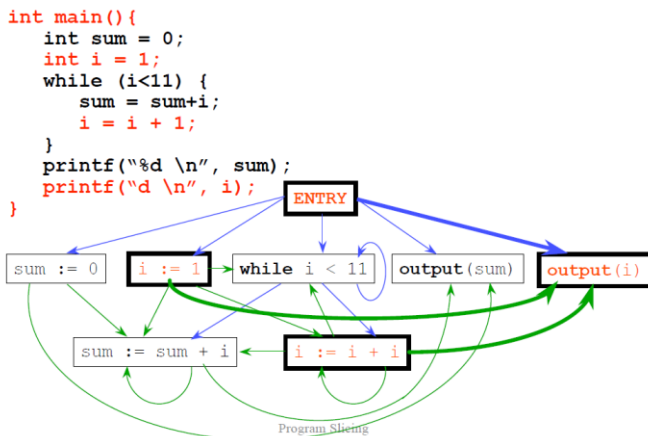 int main(){
int sum = 0;
int i = 1;
while (i<11) {
sum = sum+i;
i = i + 1;
}
printf(“%d \n”, sum);
printf(“d \n”, i);
}
ENTRY
sum := 0
i := 1
while i < 11
output(sum)
output(i)
sum := sum + i
i := i + i
Program Slicing